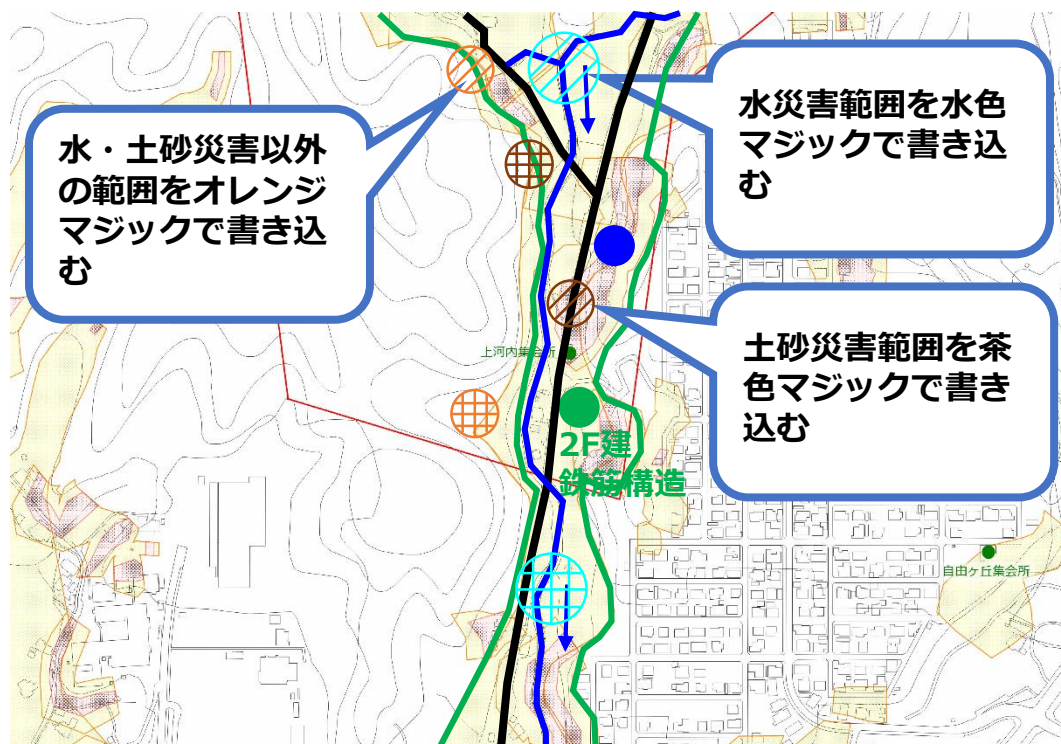 水・土砂災害以外
の範囲をオレンジ
マジックで書き込
む
水災害範囲を水色
マジックで書き込
む
土砂災害範囲を茶
色マジックで書き
込む
上河内集会所
2F建
鉄筋構造
自由ヶ丘集会所